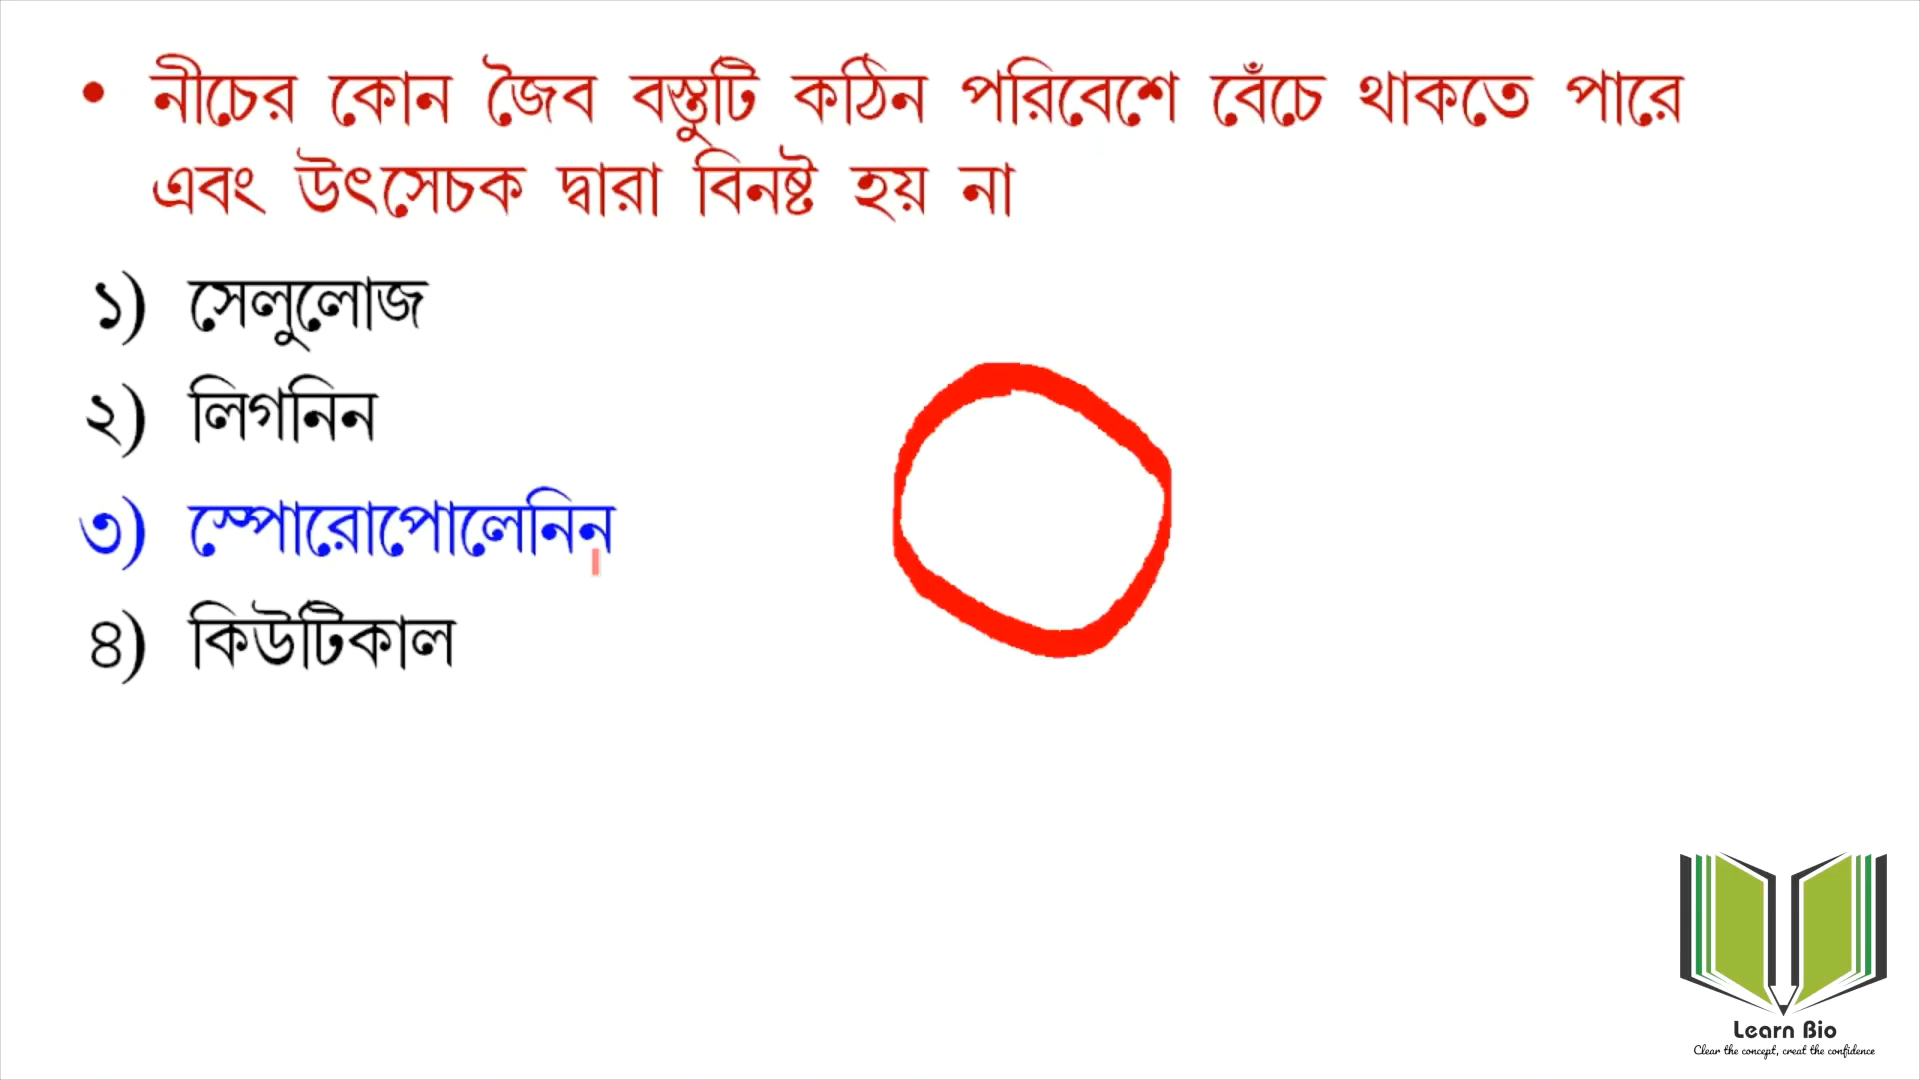 • নীচের কোন জৈব বস্তুটি কঠিন পরিবেশে বেঁচে থাকতে পারে
এবং উৎসেচক দ্বারা বিনষ্ট হয় না
১) সেলুলোজ
২) লিগনিন
৩) স্পোরোপোলেনিন
৪) কিউটিকাল
Learn Bio
Clear the concept, creat the confidence